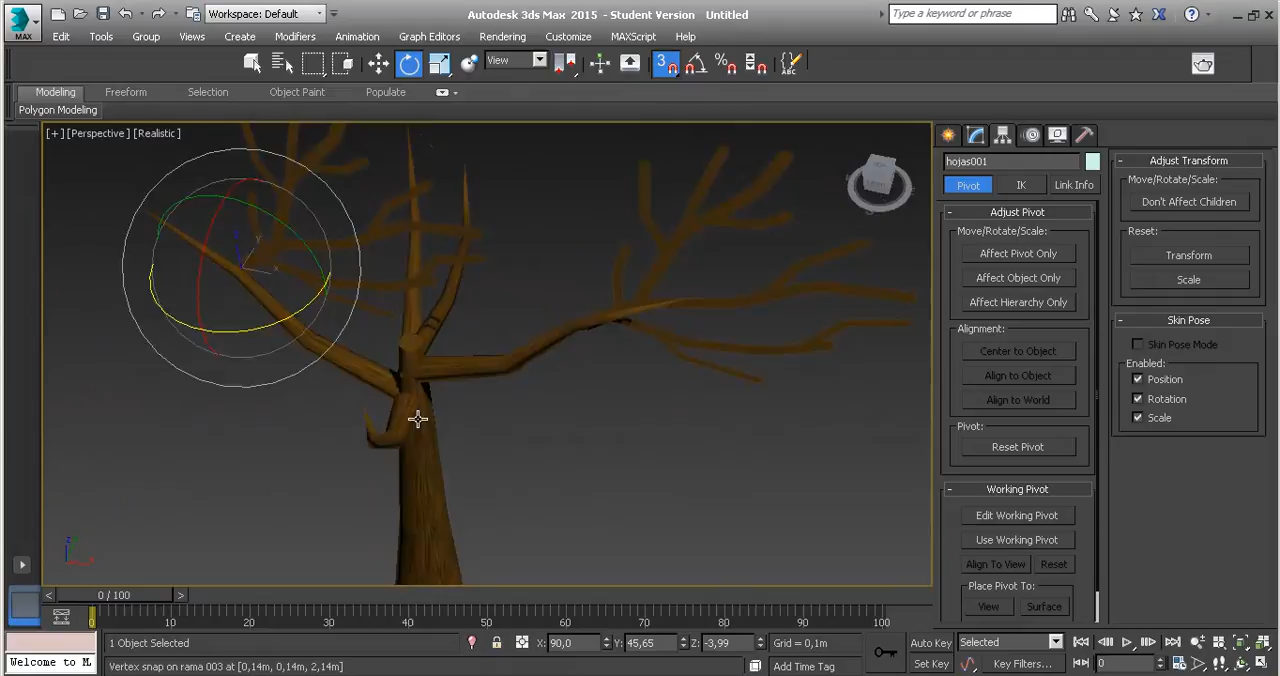 MAX
Workspace: Default
Autodesk 3ds Max 2015 - Student Version Untitled
Type a keyword or phrase
Edit Tools Group Views Create Modifiers Animation Graph Editors Rendering Customize MAXScript Help
View
3
ABC
Modeling Freeform Selection Object Paint Populate
Polygon Modeling
[+] [Perspective] [Realistic]
hojas001
Pivot IK Link Info
- Adjust Pivot
Move/Rotate/Scale:
Affect Pivot Only
Affect Object Only
Affect Hierarchy Only
Alignment:
Center to Object
Align to Object
Align to World
Pivot:
Reset Pivot
- Working Pivot
Edit Working Pivot
Use Working Pivot
Align To View Reset
Place Pivot To:
View Surface
- Adjust Transform
Move/Rotate/Scale:
Don't Affect Children
Reset:
Transform
Scale
- Skin Pose
Skin Pose Mode
Enabled:
Position
Rotation
Scale
z
y
x
z
< 0 / 100 >
0 10 20 30 40 50 60 70 80 90 100
1 Object Selected
X: 90,0 Y: 45,65 Z: -3,99 Grid = 0,1m
Auto Key Selected
Welcome to M
Vertex snap on rama 003 at [0,14m, 0,14m, 2,14m]
Add Time Tag
Set Key Key Filters... 0